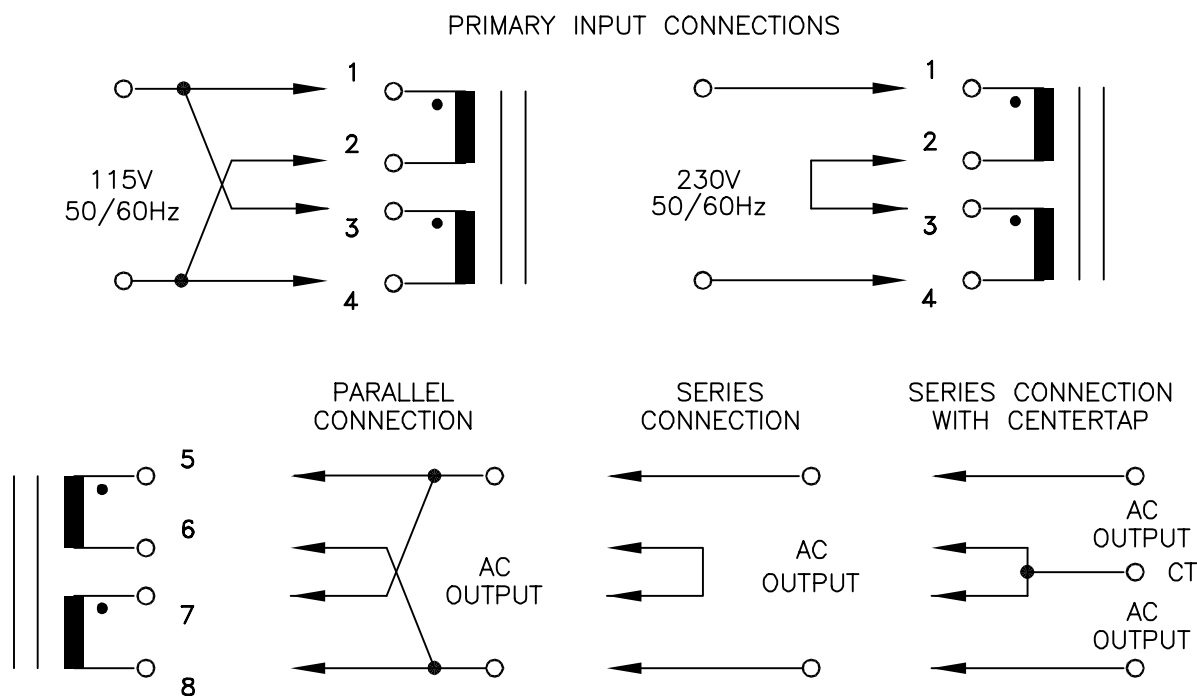 PRIMARY INPUT CONNECTIONS
1
2
115V
50/60Hz
3
4
1
2
230V
50/60Hz
3
4
PARALLEL
CONNECTION
SERIES
CONNECTION
SERIES CONNECTION
WITH CENTERTAP
5
6
7
8
AC
OUTPUT
AC
OUTPUT
AC
OUTPUT
CT
AC
OUTPUT